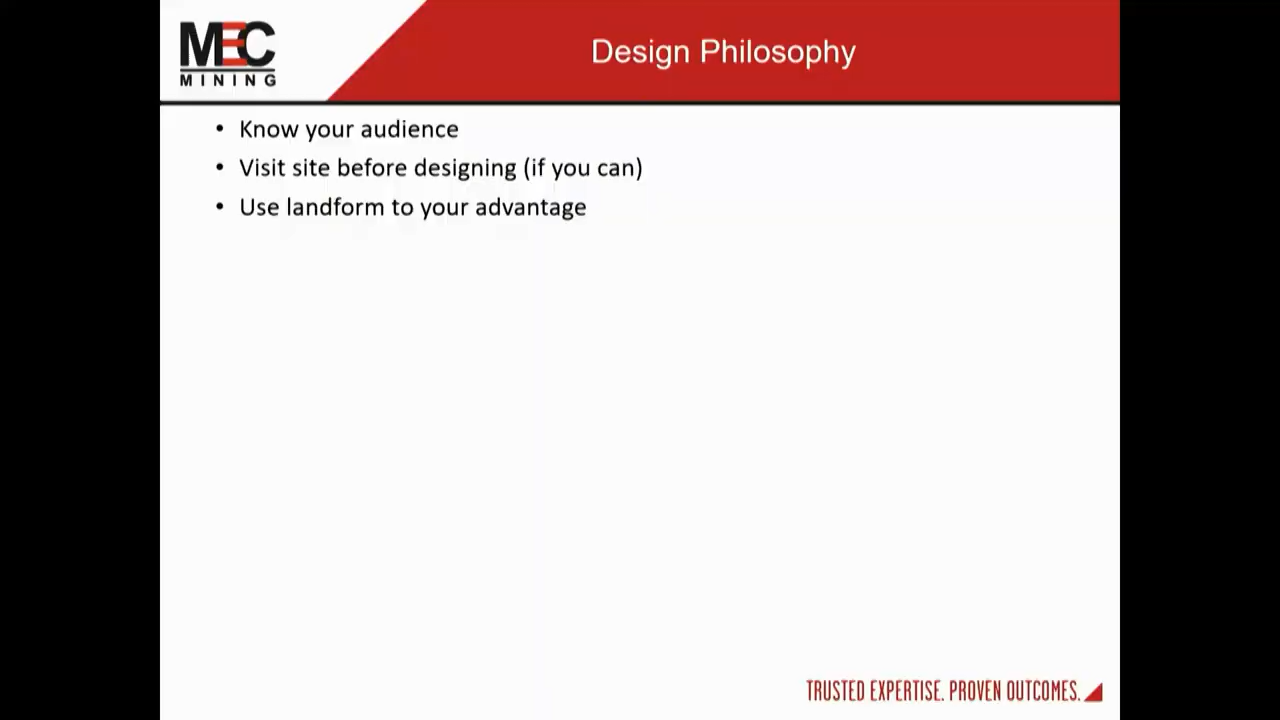 MEC
MINING
Design Philosophy
• Know your audience
• Visit site before designing (if you can)
• Use landform to your advantage
TRUSTED EXPERTISE. PROVEN OUTCOMES.